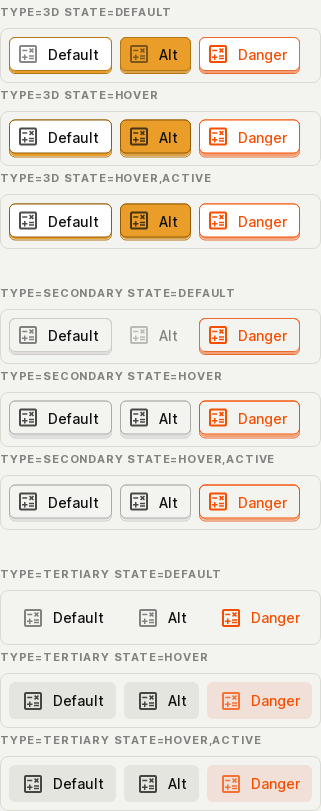 TYPE=3D STATE=DEFAULT
Default Alt Danger
TYPE=3D STATE=HOVER
Default Alt Danger
TYPE=3D STATE=HOVER,ACTIVE
Default Alt Danger
TYPE=SECONDARY STATE=DEFAULT
Default Alt Danger
TYPE=SECONDARY STATE=HOVER
Default Alt Danger
TYPE=SECONDARY STATE=HOVER,ACTIVE
Default Alt Danger
TYPE=TERTIARY STATE=DEFAULT
Default Alt Danger
TYPE=TERTIARY STATE=HOVER
Default Alt Danger
TYPE=TERTIARY STATE=HOVER,ACTIVE
Default Alt Danger